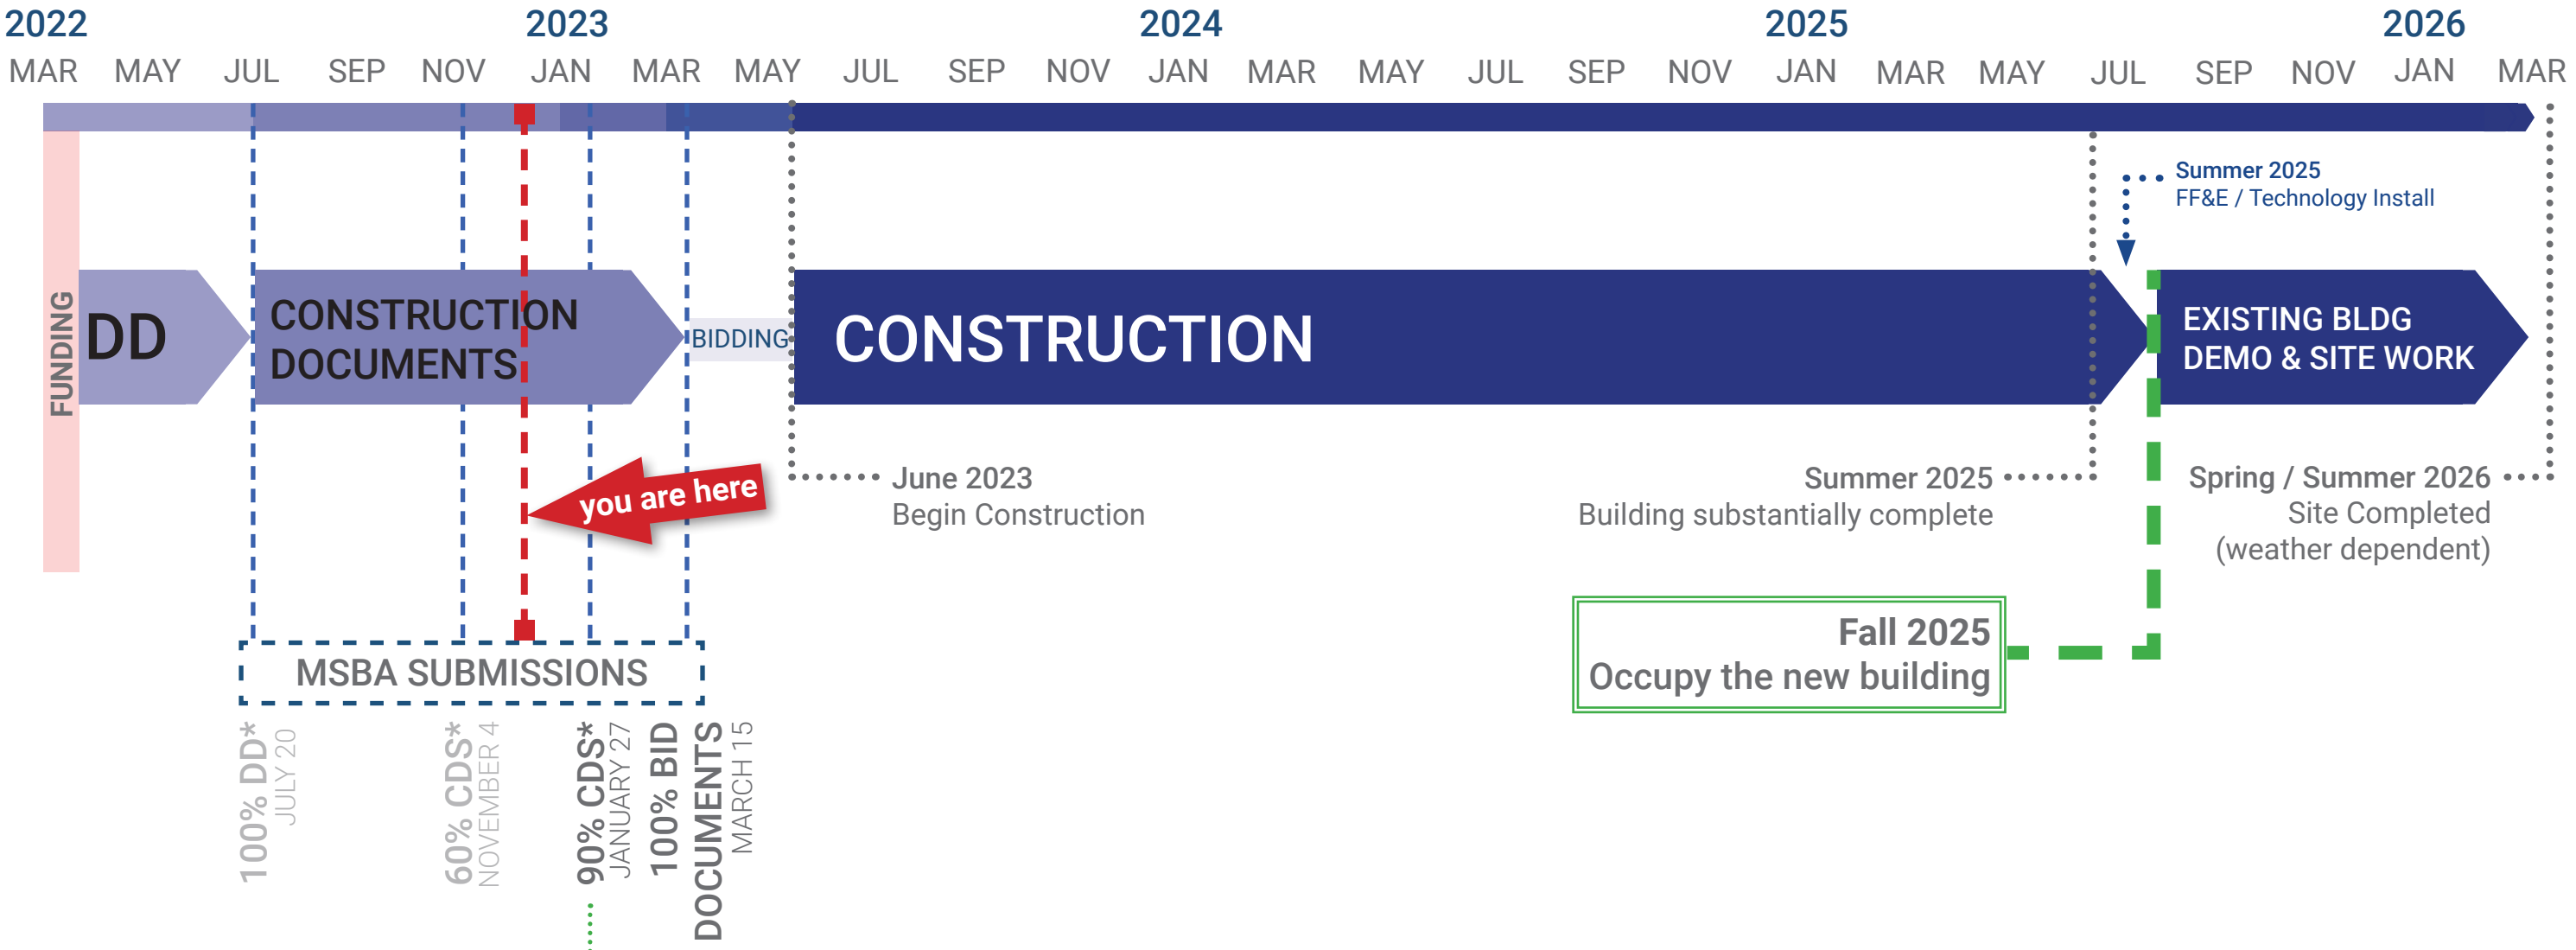 2022 2023 2024 2025 2026
MAR MAY JUL SEP NOV JAN MAR MAY JUL SEP NOV JAN MAR MAY JUL SEP NOV JAN MAR MAY JUL SEP NOV JAN MAR
Summer 2025
FF&E / Technology Install
FUNDING
DD
CONSTRUCTION
DOCUMENTS
BIDDING
CONSTRUCTION
EXISTING BLDG
DEMO & SITE WORK
you are here
June 2023
Begin Construction
Summer 2025
Building substantially complete
Spring / Summer 2026
Site Completed
(weather dependent)
Fall 2025
Occupy the new building
MSBA SUBMISSIONS
100% DD*
JULY 20
60% CDS*
NOVEMBER 4
90% CDS*
JANUARY 27
100% BID
DOCUMENTS
MARCH 15